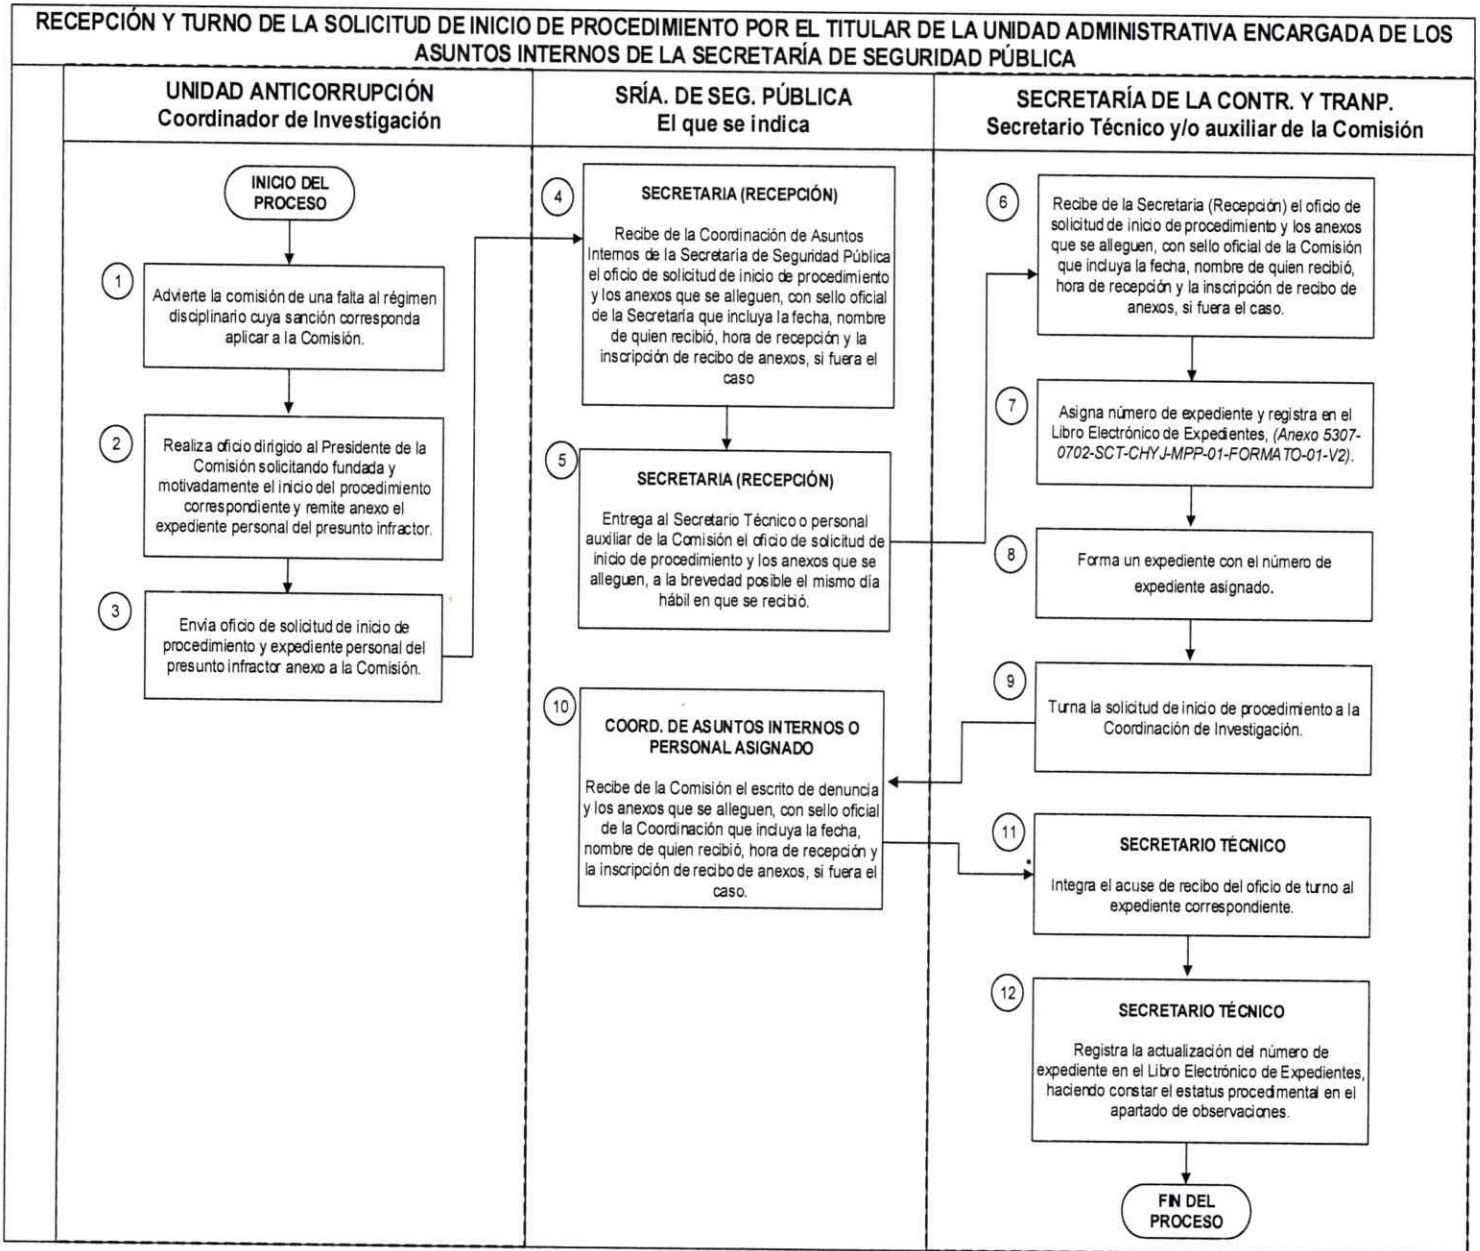 RECEPCIÓN Y TURNO DE LA SOLICITUD DE INICIO DE PROCEDIMIENTO POR EL TITULAR DE LA UNIDAD ADMINISTRATIVA ENCARGADA DE LOS
ASUNTOS INTERNOS DE LA SECRETARÍA DE SEGURIDAD PÚBLICA
UNIDAD ANTICORRUPCIÓN
Coordinador de Investigación
INICIO DEL
PROCESO
1
Advierte la comisión de una falta al régimen
disciplinario cuya sanción corresponda
aplicar a la Comisión.
2
Realiza oficio dirigido al Presidente de la
Comisión solicitando fundada y
motivadamente el inicio del procedimiento
correspondiente y remite anexo el
expediente personal del presunto infractor.
3
Envía oficio de solicitud de inicio de
procedimiento y expediente personal del
presunto infractor anexo a la Comisión.
SRÍA. DE SEG. PÚBLICA
El que se indica
4
SECRETARIA (RECEPCIÓN)
Recibe de la Coordinación de Asuntos
Internos de la Secretaría de Seguridad Pública
el oficio de solicitud de inicio de procedimiento
y los anexos que se alleguen, con sello oficial
de la Secretaría que incluya la fecha, nombre
de quien recibió, hora de recepción y la
inscripción de recibo de anexos, si fuera el
caso
5
SECRETARIA (RECEPCIÓN)
Entrega al Secretario Técnico o personal
auxiliar de la Comisión el oficio de solicitud de
inicio de procedimiento y los anexos que se
alleguen, a la brevedad posible el mismo día
hábil en que se recibió.
10
COORD. DE ASUNTOS INTERNOS O
PERSONAL ASIGNADO
Recibe de la Comisión el escrito de denuncia
y los anexos que se alleguen, con sello oficial
de la Coordinación que incluya la fecha,
nombre de quien recibió, hora de recepción y
la inscripción de recibo de anexos, si fuera el
caso.
SECRETARÍA DE LA CONTR. Y TRANP.
Secretario Técnico y/o auxiliar de la Comisión
6
Recibe de la Secretaria (Recepción) el oficio de
solicitud de inicio de procedimiento y los anexos
que se alleguen, con sello oficial de la Comisión
que incluya la fecha, nombre de quien recibió,
hora de recepción y la inscripción de recibo de
anexos, si fuera el caso.
7
Asigna número de expediente y registra en el
Libro Electrónico de Expedientes, (Anexo 5307-
0702-SCT-CHYJ-MPP-01-FORMATO-01-V2).
8
Forma un expediente con el número de
expediente asignado.
9
Turna la solicitud de inicio de procedimiento a la
Coordinación de Investigación.
11
SECRETARIO TÉCNICO
Integra el acuse de recibo del oficio de turno al
expediente correspondiente.
12
SECRETARIO TÉCNICO
Registra la actualización del número de
expediente en el Libro Electrónico de Expedientes,
haciendo constar el estatus procedimental en el
apartado de observaciones.
FIN DEL
PROCESO